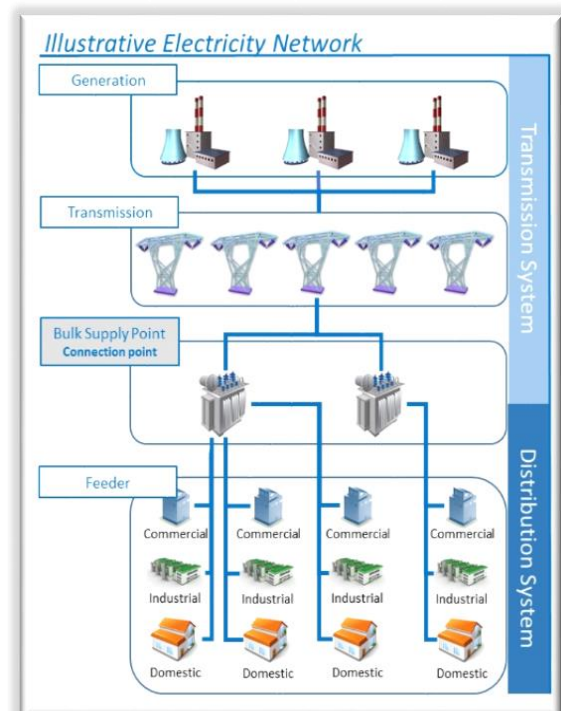 Illustrative Electricity Network
Generation
Transmission
Bulk Supply Point
Connection point
Feeder
Commercial Commercial Commercial Commercial
Industrial Industrial Industrial Industrial
Domestic Domestic Domestic Domestic
Transmission System
Distribution System